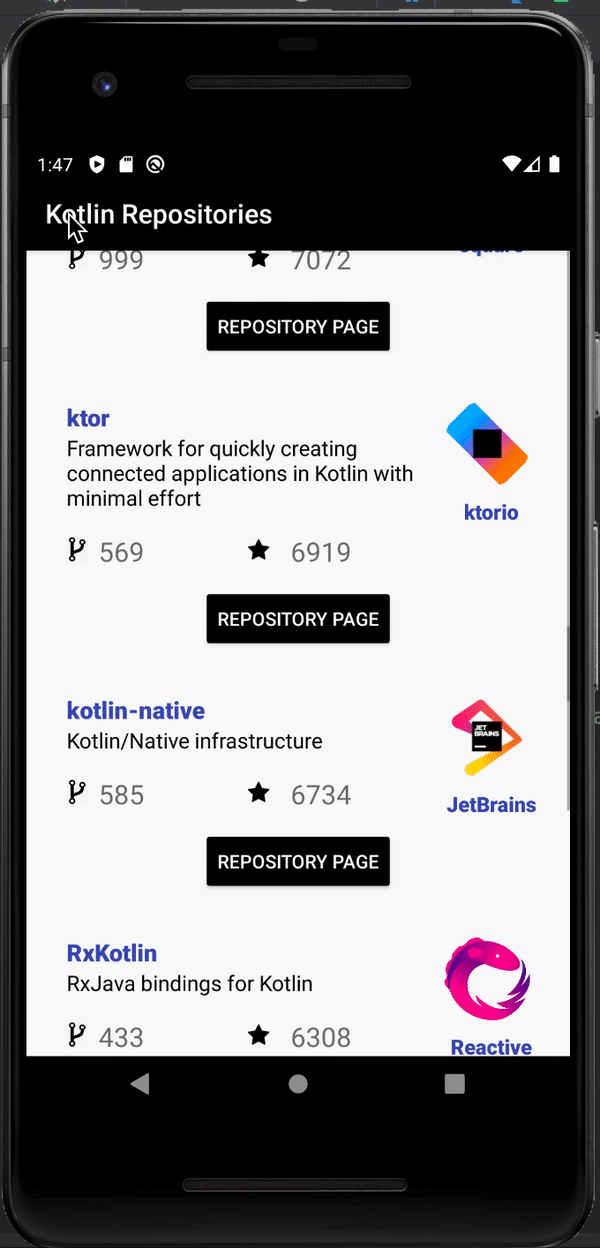 1:47
Kotlin Repositories
999
7072
square
REPOSITORY PAGE
ktor
Framework for quickly creating
connected applications in Kotlin with
minimal effort
ktorio
569
6919
REPOSITORY PAGE
kotlin-native
Kotlin/Native infrastructure
JET
BRAINS
JetBrains
585
6734
REPOSITORY PAGE
RxKotlin
RxJava bindings for Kotlin
433
6308
Reactive